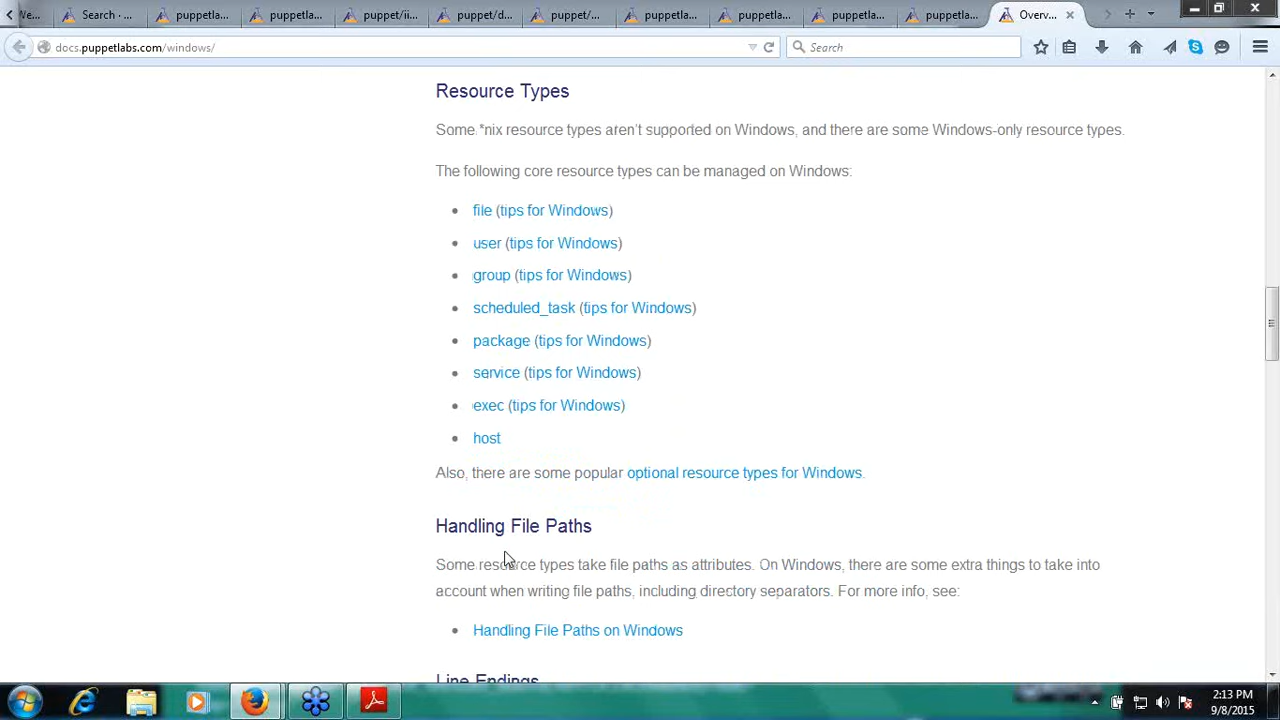 We...
Search - ...
puppetla...
puppetla...
puppet/ii...
puppet/d...
puppet/...
puppetla...
puppetla...
puppetla...
puppetla...
Overv...
docs.puppetlabs.com/windows/
Search
Resource Types
Some *nix resource types aren't supported on Windows, and there are some Windows-only resource types.
The following core resource types can be managed on Windows:
file (tips for Windows)
user (tips for Windows)
group (tips for Windows)
scheduled_task (tips for Windows)
package (tips for Windows)
service (tips for Windows)
exec (tips for Windows)
host
Also, there are some popular optional resource types for Windows.
Handling File Paths
Some resource types take file paths as attributes. On Windows, there are some extra things to take into
account when writing file paths, including directory separators. For more info, see:
Handling File Paths on Windows
Line Endings
2:13 PM
9/8/2015